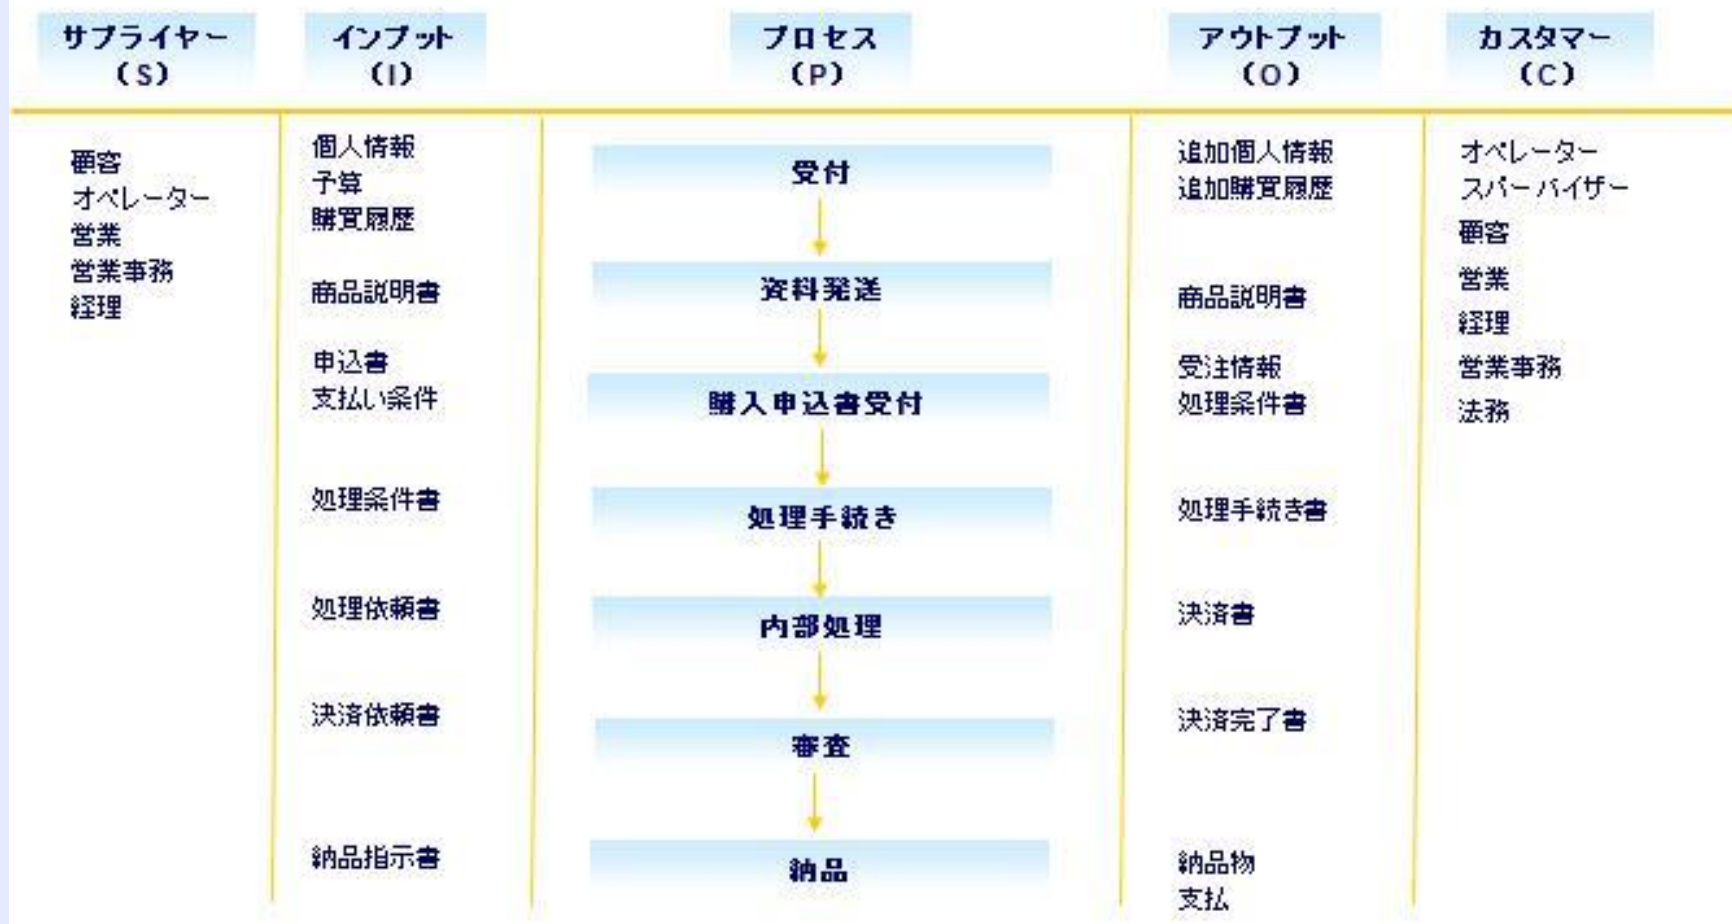 サプライヤー
(S)
インプット
(I)
プロセス
(P)
アウトプット
(O)
カスタマー
(C)
顧客
オペレーター
営業
営業事務
経理
個人情報
予算
購買履歴
商品説明書
申込書
支払い条件
処理条件書
処理依頼書
決済依頼書
納品指示書
受付
資料発送
購入申込書受付
処理手続き
内部処理
審査
納品
追加個人情報
追加購買履歴
商品説明書
受注情報
処理条件書
処理手続き書
決済書
決済完了書
納品物
支払
オペレーター
スパーバイザー
顧客
営業
経理
営業事務
法務